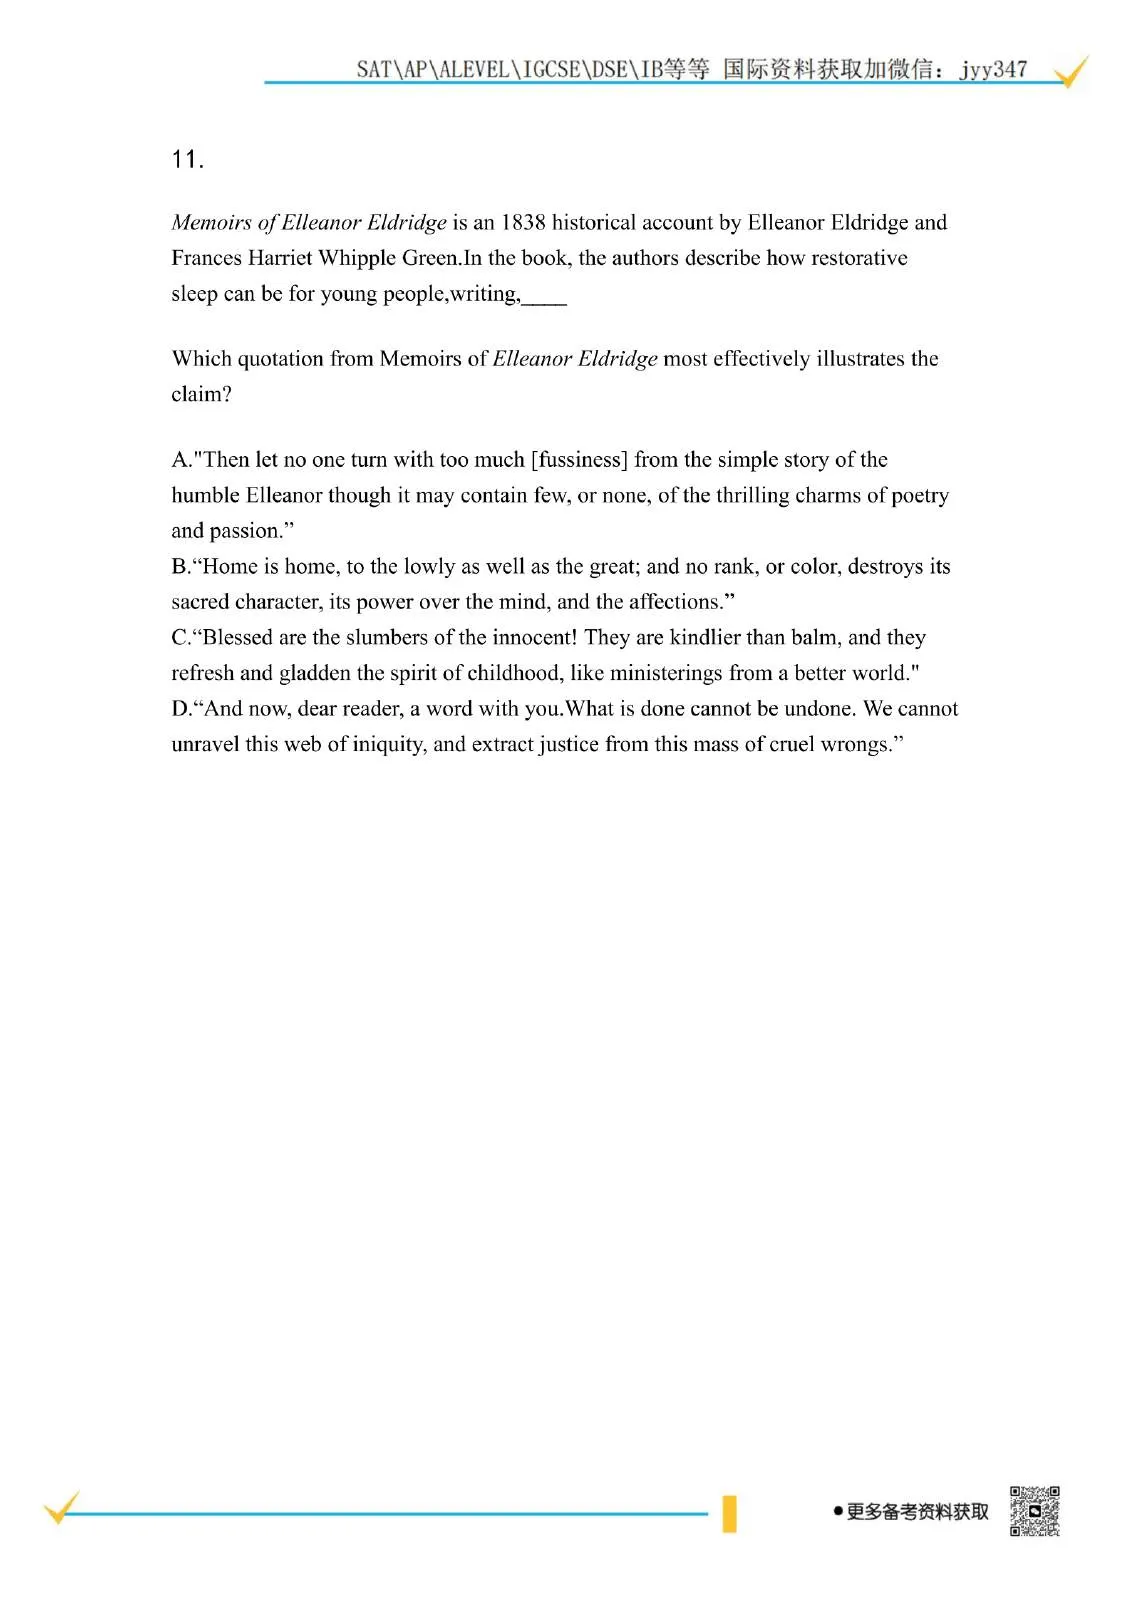 SAT\AP\ALEVEL\IGCSE\DSE\IB等等 国际资料获取加微信：jyy347
11.
Memoirs of Elleanor Eldridge is an 1838 historical account by Elleanor Eldridge and
Frances Harriet Whipple Green.In the book, the authors describe how restorative
sleep can be for young people,writing,____
Which quotation from Memoirs of Elleanor Eldridge most effectively illustrates the
claim?
A."Then let no one turn with too much [fussiness] from the simple story of the
humble Elleanor though it may contain few, or none, of the thrilling charms of poetry
and passion.”
B.“Home is home, to the lowly as well as the great; and no rank, or color, destroys its
sacred character, its power over the mind, and the affections.”
C.“Blessed are the slumbers of the innocent! They are kindlier than balm, and they
refresh and gladden the spirit of childhood, like ministerings from a better world."
D.“And now, dear reader, a word with you.What is done cannot be undone. We cannot
unravel this web of iniquity, and extract justice from this mass of cruel wrongs.”
●更多备考资料获取